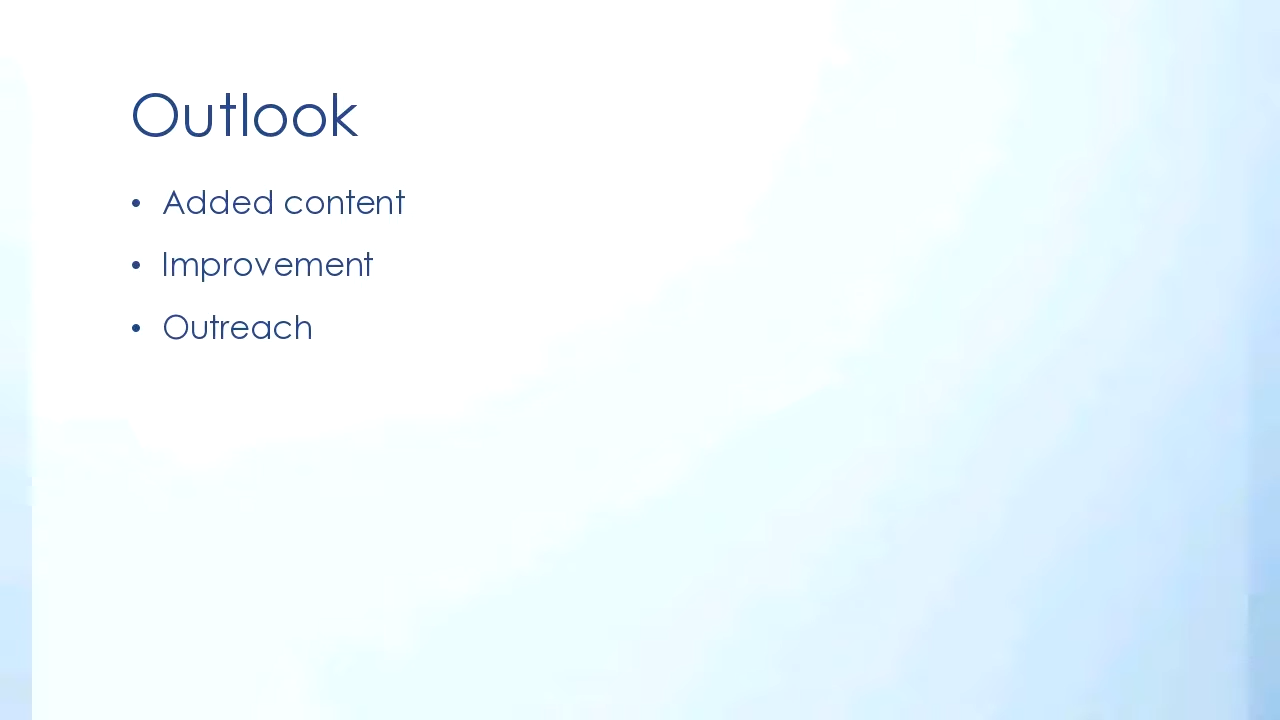 Outlook
• Added content
• Improvement
• Outreach